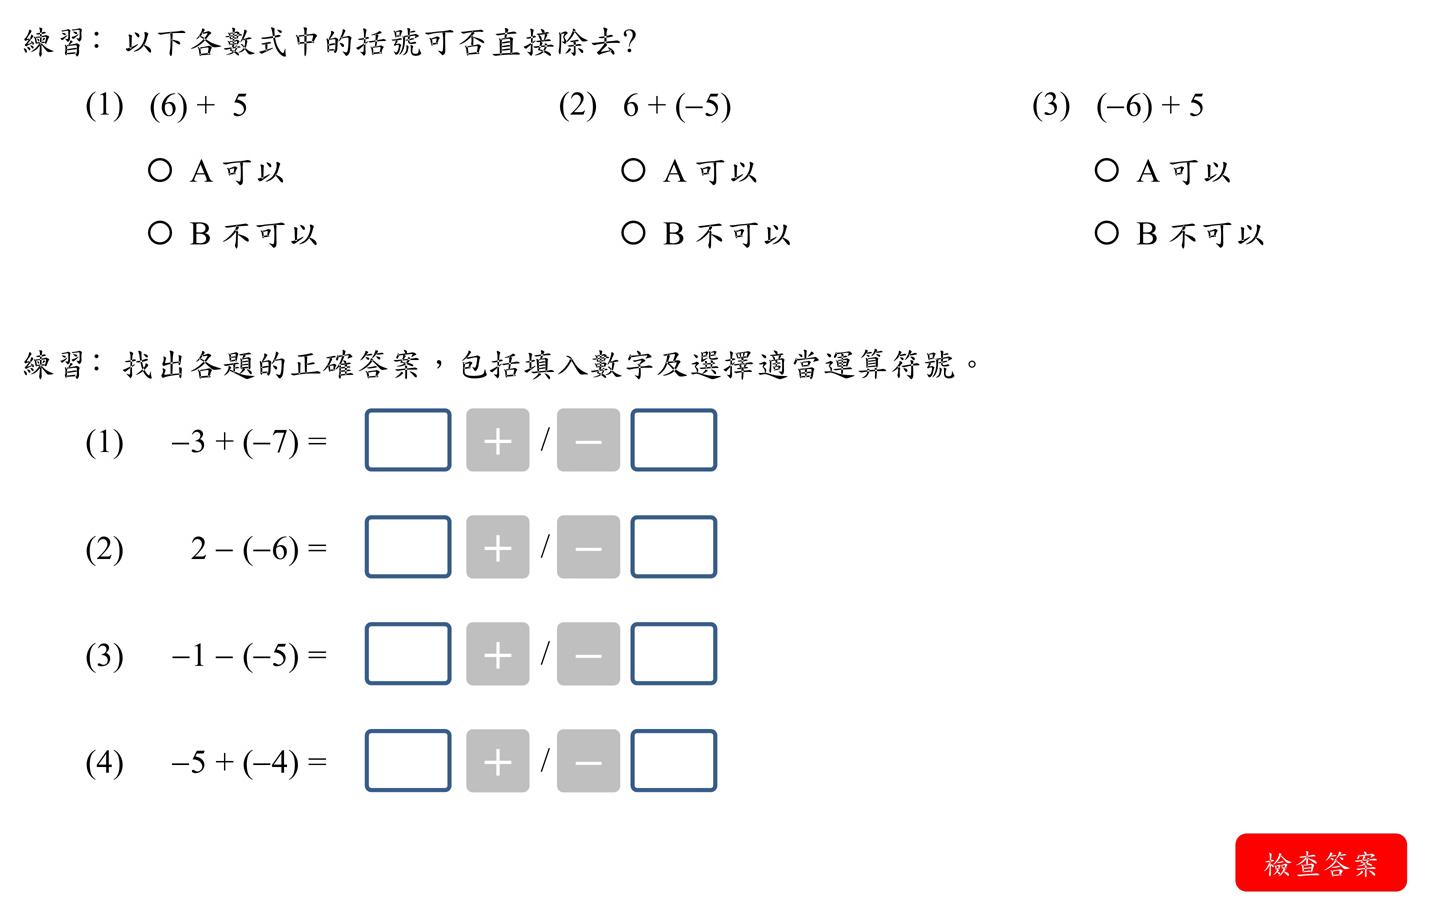 練習：以下各數式中的括號可否直接除去?
(1) (6) + 5 (2) 6 + (–5) (3) (–6) + 5
A 可以 A 可以 A 可以
B 不可以 B 不可以 B 不可以
練習：找出各題的正確答案，包括填入數字及選擇適當運算符號。
(1) –3 + (–7) = + / –
(2) 2 – (–6) = + / –
(3) –1 – (–5) = + / –
(4) –5 + (–4) = + / –
檢查答案